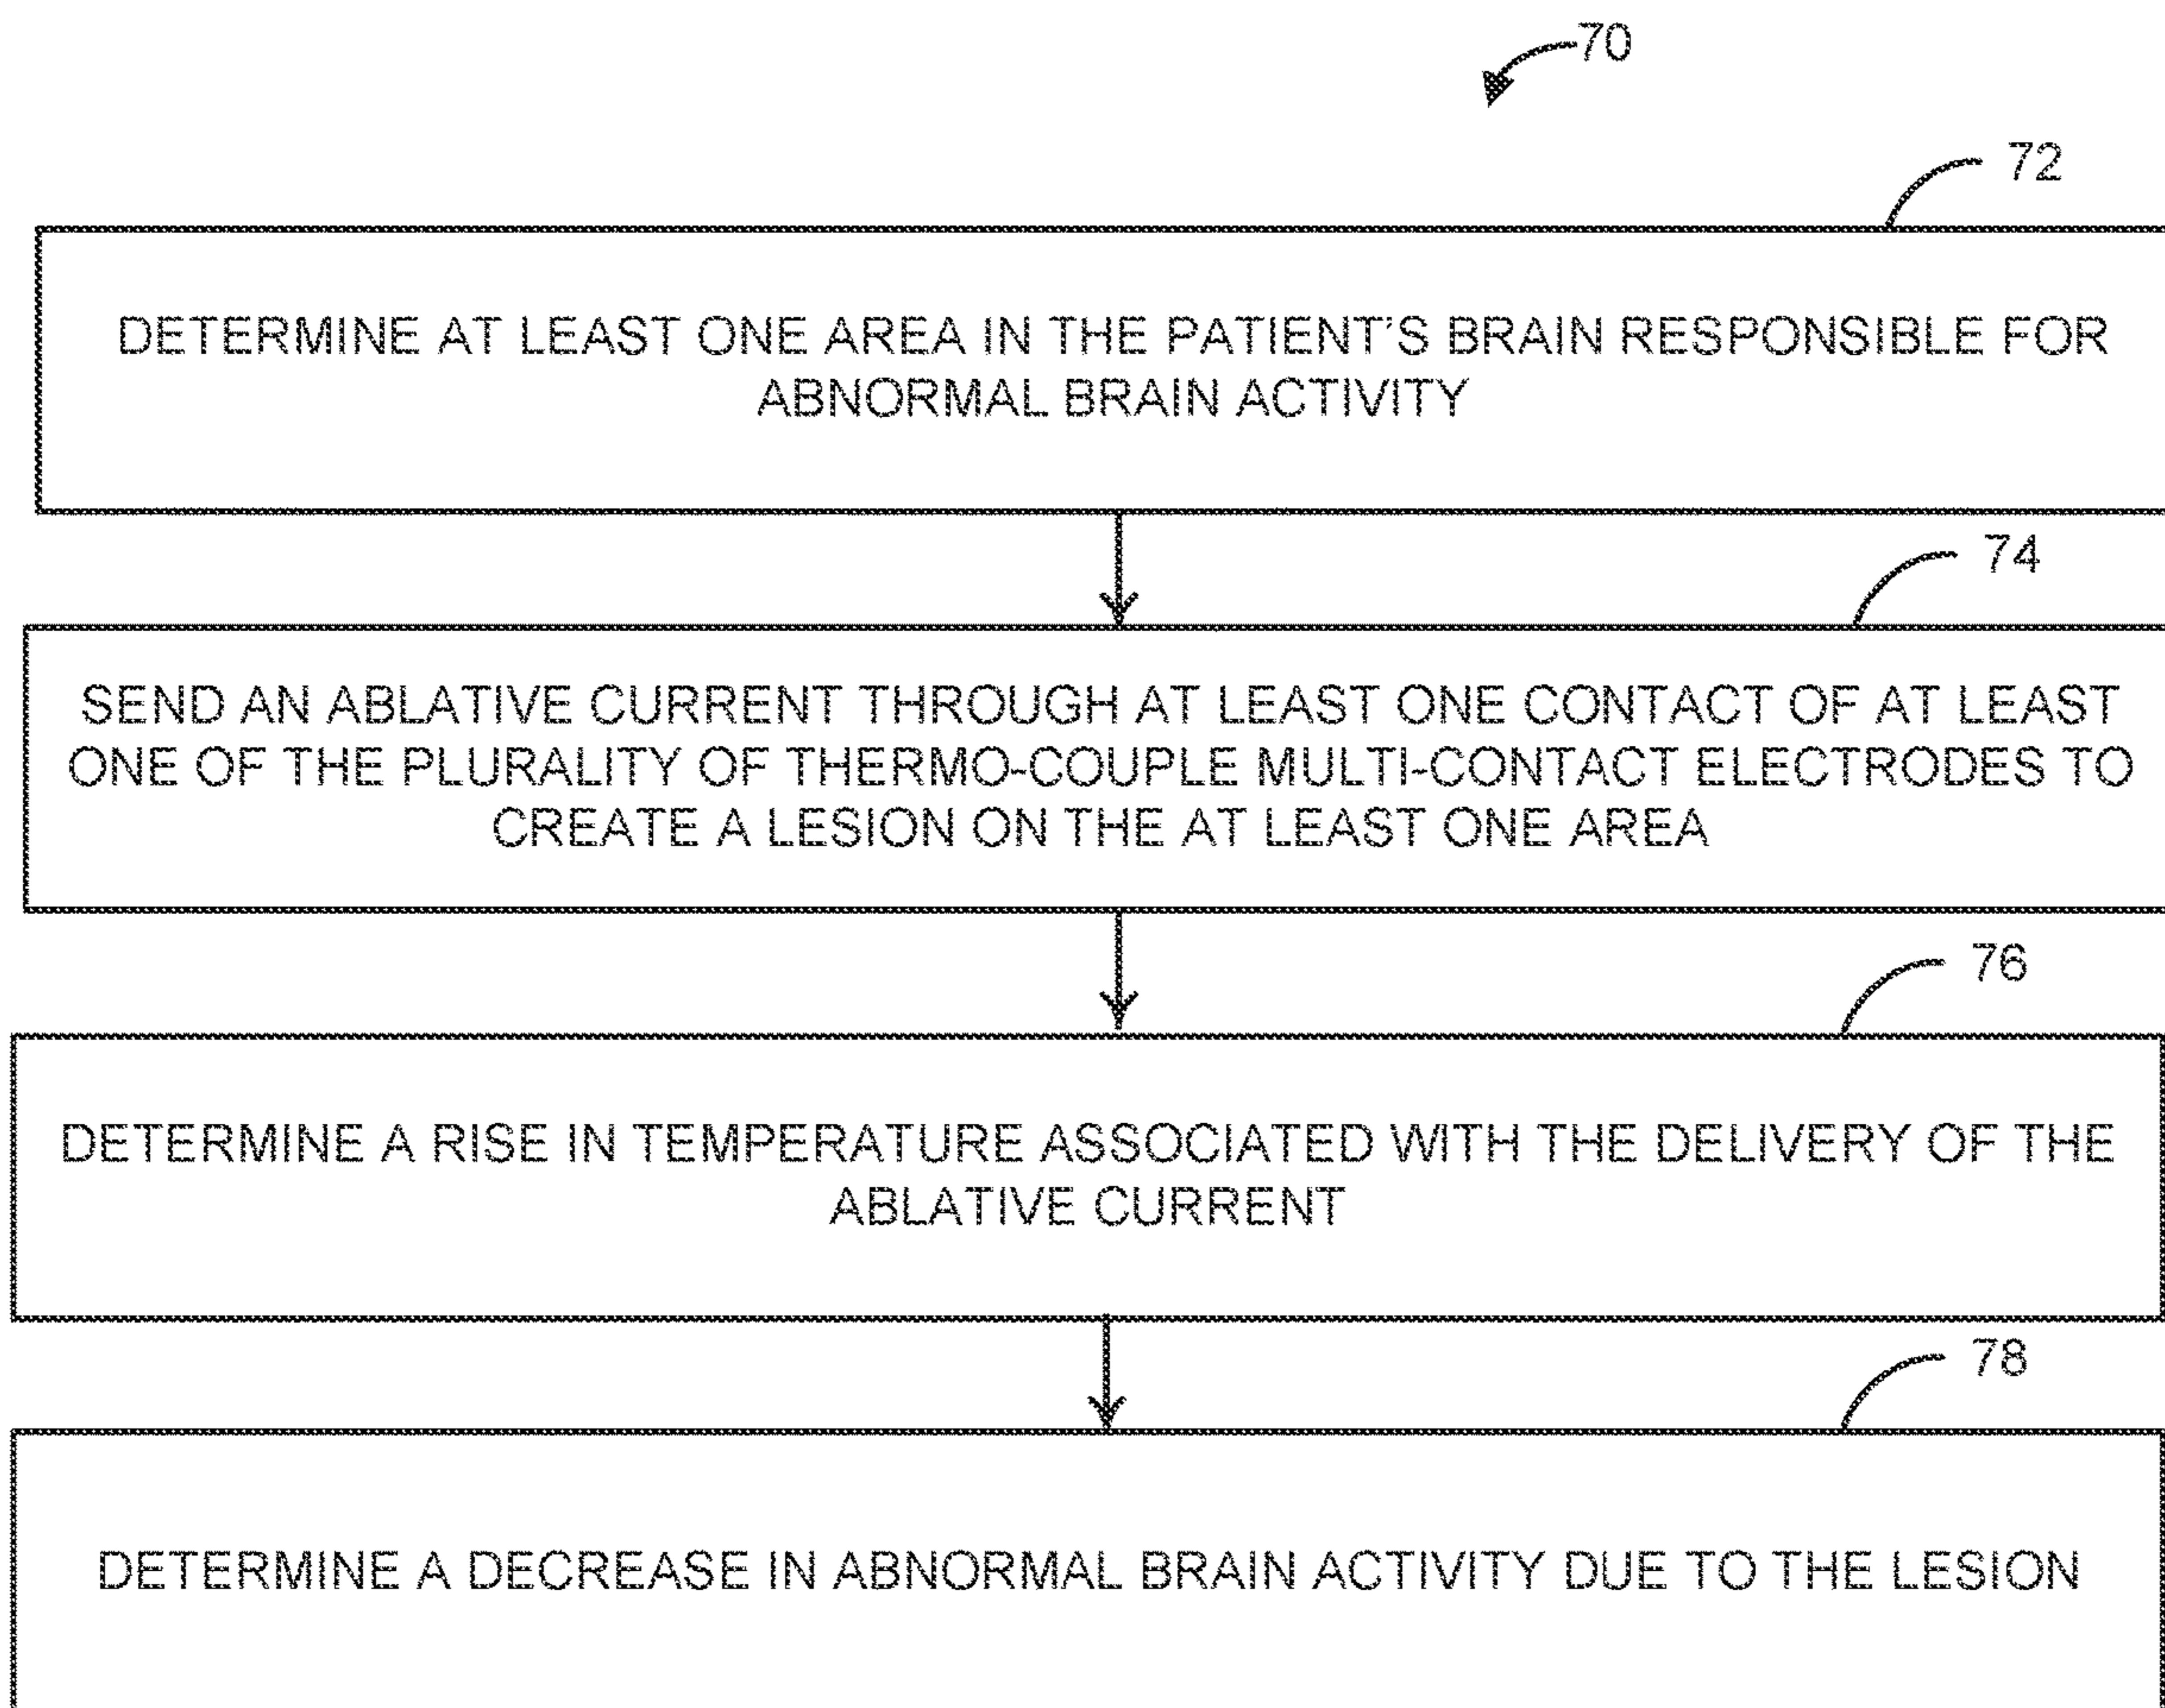 70
72
DETERMINE AT LEAST ONE AREA IN THE PATIENT'S BRAIN RESPONSIBLE FOR
ABNORMAL BRAIN ACTIVITY
74
SEND AN ABLATIVE CURRENT THROUGH AT LEAST ONE CONTACT OF AT LEAST
ONE OF THE PLURALITY OF THERMO-COUPLE MULTI-CONTACT ELECTRODES TO
CREATE A LESION ON THE AT LEAST ONE AREA
76
DETERMINE A RISE IN TEMPERATURE ASSOCIATED WITH THE DELIVERY OF THE
ABLATIVE CURRENT
78
DETERMINE A DECREASE IN ABNORMAL BRAIN ACTIVITY DUE TO THE LESION